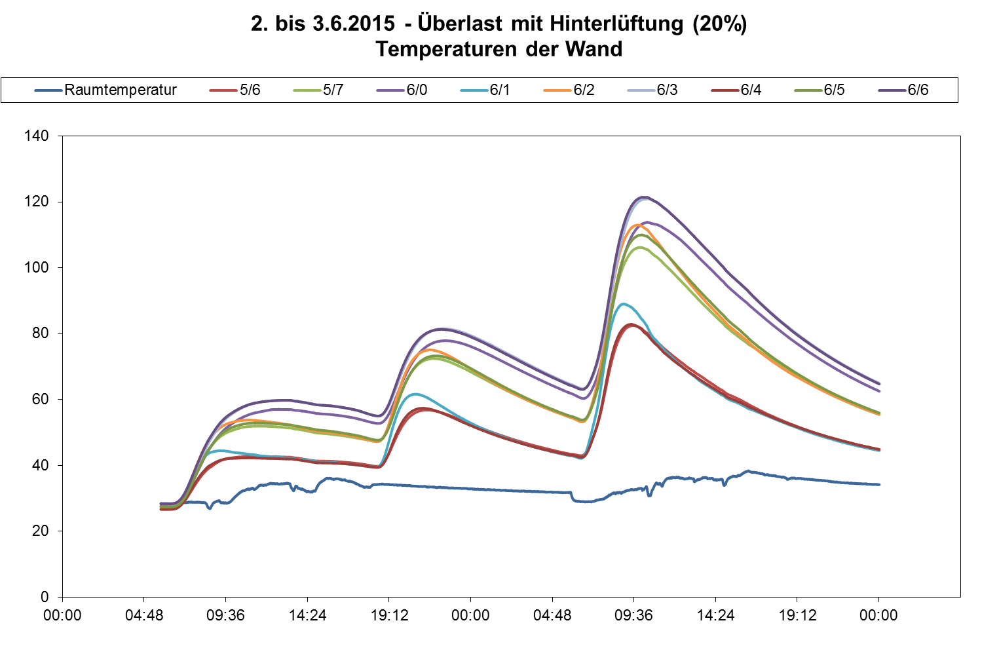 2. bis 3.6.2015 - Überlast mit Hinterlüftung (20%)
Temperaturen der Wand
Raumtemperatur 5/6 5/7 6/0 6/1 6/2 6/3 6/4 6/5 6/6
140
120
100
80
60
40
20
0
00:00 04:48 09:36 14:24 19:12 00:00 04:48 09:36 14:24 19:12 00:00